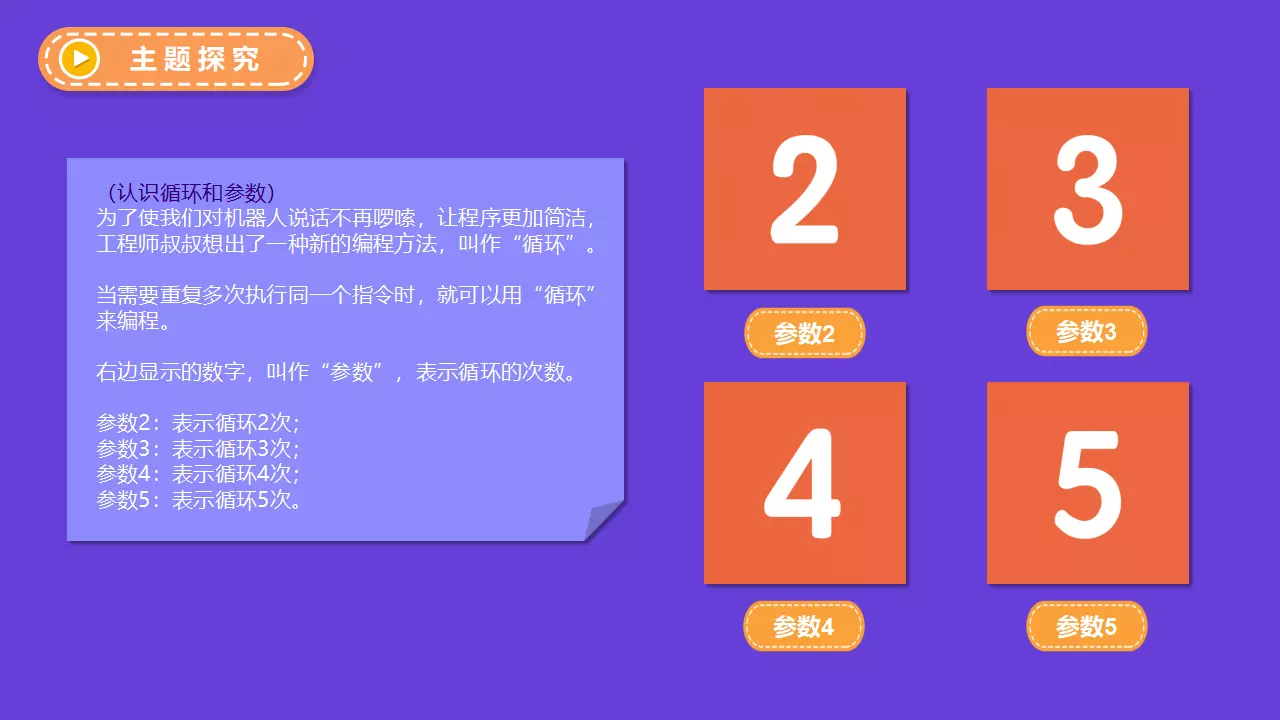 主题探究
（认识循环和参数）
为了使我们对机器人说话不再啰嗦，让程序更加简洁，
工程师叔叔想出了一种新的编程方法，叫作“循环”。
当需要重复多次执行同一个指令时，就可以用“循环”
来编程。
右边显示的数字，叫作“参数”，表示循环的次数。
参数2：表示循环2次；
参数3：表示循环3次；
参数4：表示循环4次；
参数5：表示循环5次。
2
3
参数2
参数3
4
5
参数4
参数5